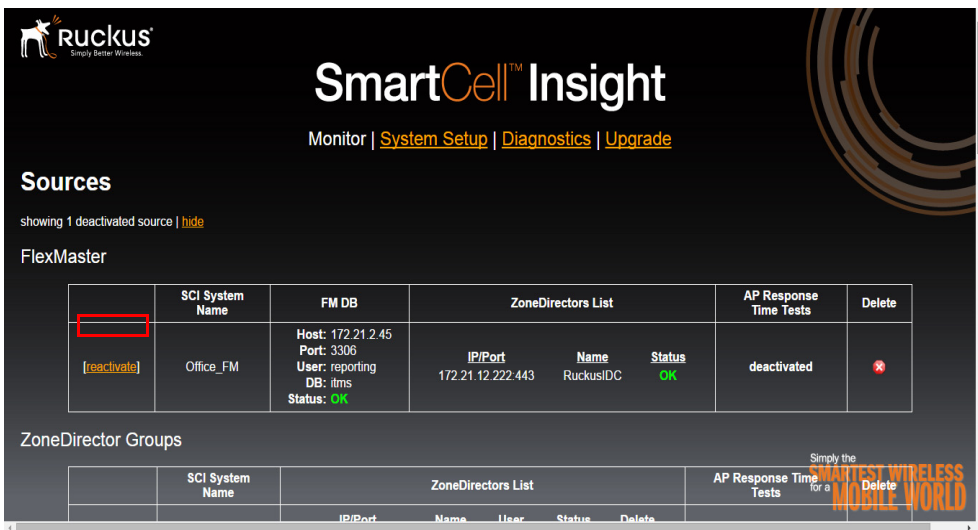 RUCKUS
Simply Better Wireless.
SmartCell™ Insight
Monitor | System Setup | Diagnostics | Upgrade
Sources
showing 1 deactivated source | hide
FlexMaster
SCI System Name FM DB ZoneDirectors List AP Response Time Tests Delete
Host: 172.21.2.45
Port: 3306
IP/Port Name Status
[reactivate] Office_FM User: reporting 172.21.12.222:443 RuckusIDC OK deactivated
DB: itms
Status: OK
ZoneDirector Groups
Simply the
SMARTEST WIRELESS
for a MOBILE WORLD
SCI System Name ZoneDirectors List AP Response Time Tests Delete
IP/Port Name User Status Delete